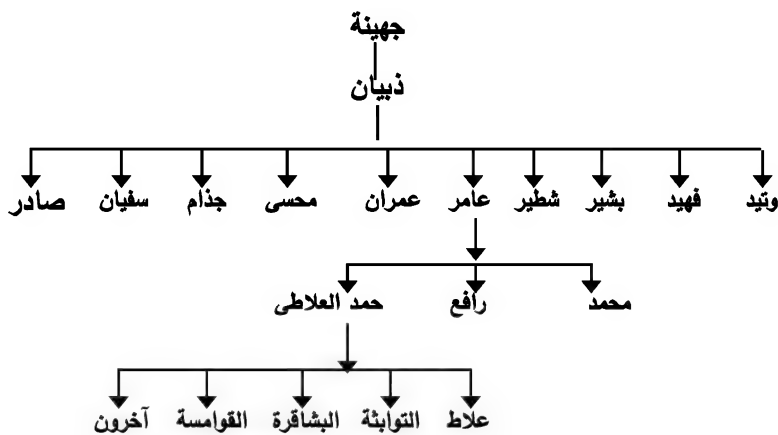 جهينة
ذبيان
وتيد فهيد بشير شطير عامر عمران محسى جذام سفيان صادر
محمد رافع حمد العلاطى
علاط التوابثة البشاقرة القوامسة آخرون